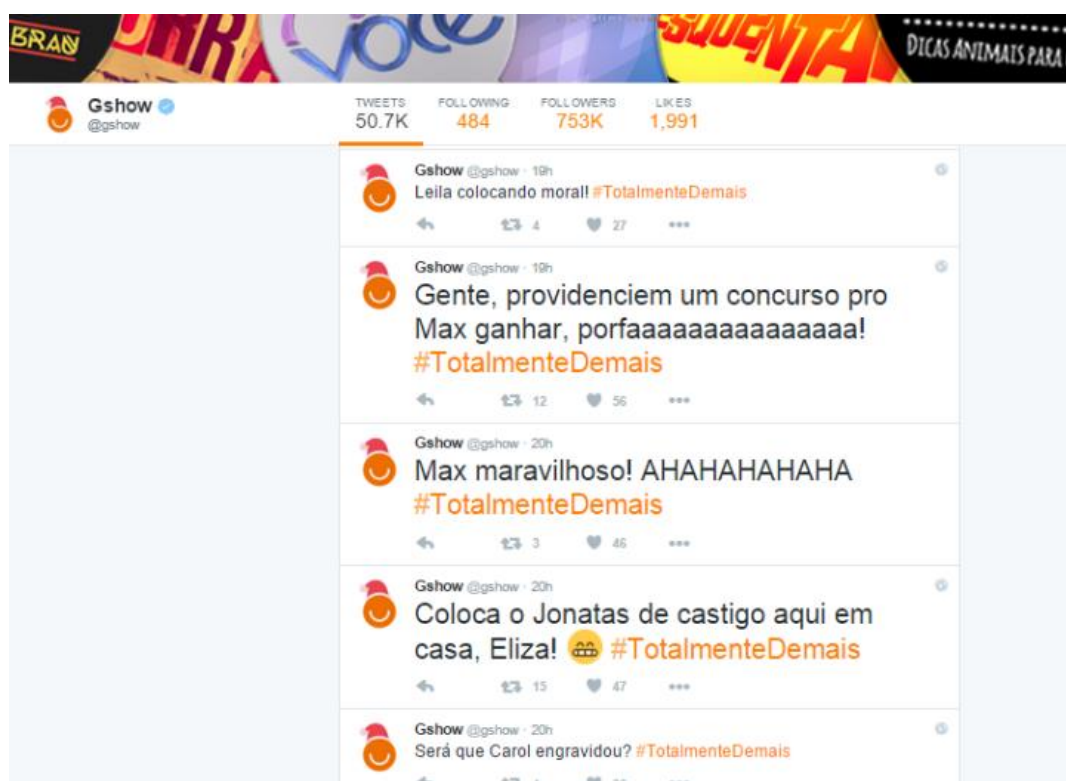 BRAN
VOCÊ
ESQUENTA
DICAS ANIMAIS PARA
Gshow
@gshow
TWEETS FOLLOWING FOLLOWERS LIKES
50.7K 484 753K 1,991
Gshow @gshow · 19h
Leila colocando moral! #TotalmenteDemais
4 27
Gshow @gshow · 19h
Gente, providenciem um concurso pro
Max ganhar, porfaaaaaaaaaaaaaaa!
#TotalmenteDemais
12 56
Gshow @gshow · 20h
Max maravilhoso! AHAHAHAHAHA
#TotalmenteDemais
3 46
Gshow @gshow · 20h
Coloca o Jonatas de castigo aqui em
casa, Eliza! 😁 #TotalmenteDemais
15 47
Gshow @gshow · 20h
Será que Carol engravidou? #TotalmenteDemais